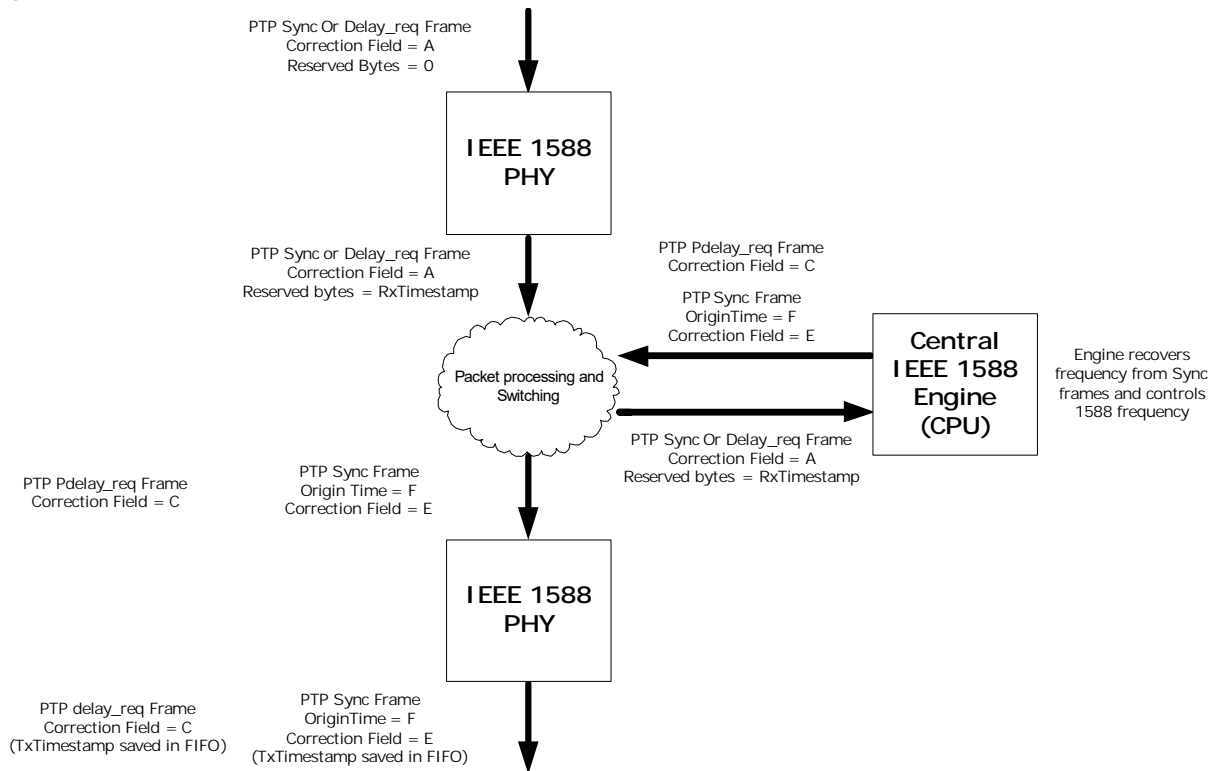 PTP Sync Or Delay_req Frame
Correction Field = A
Reserved Bytes = 0
IEEE 1588
PHY
PTP Sync or Delay_req Frame
Correction Field = A
Reserved bytes = RxTimestamp
PTP Pdelay_req Frame
Correction Field = C
PTP Sync Frame
OriginTime = F
Correction Field = E
Central
IEEE 1588
Engine
(CPU)
Engine recovers
frequency from Sync
frames and controls
1588 frequency
Packet processing and
Switching
PTP Sync Or Delay_req Frame
Correction Field = A
Reserved bytes = RxTimestamp
PTP Pdelay_req Frame
Correction Field = C
PTP Sync Frame
Origin Time = F
Correction Field = E
IEEE 1588
PHY
PTP delay_req Frame
Correction Field = C
(TxTimestamp saved in FIFO)
PTP Sync Frame
OriginTime = F
Correction Field = E
(TxTimestamp saved in FIFO)